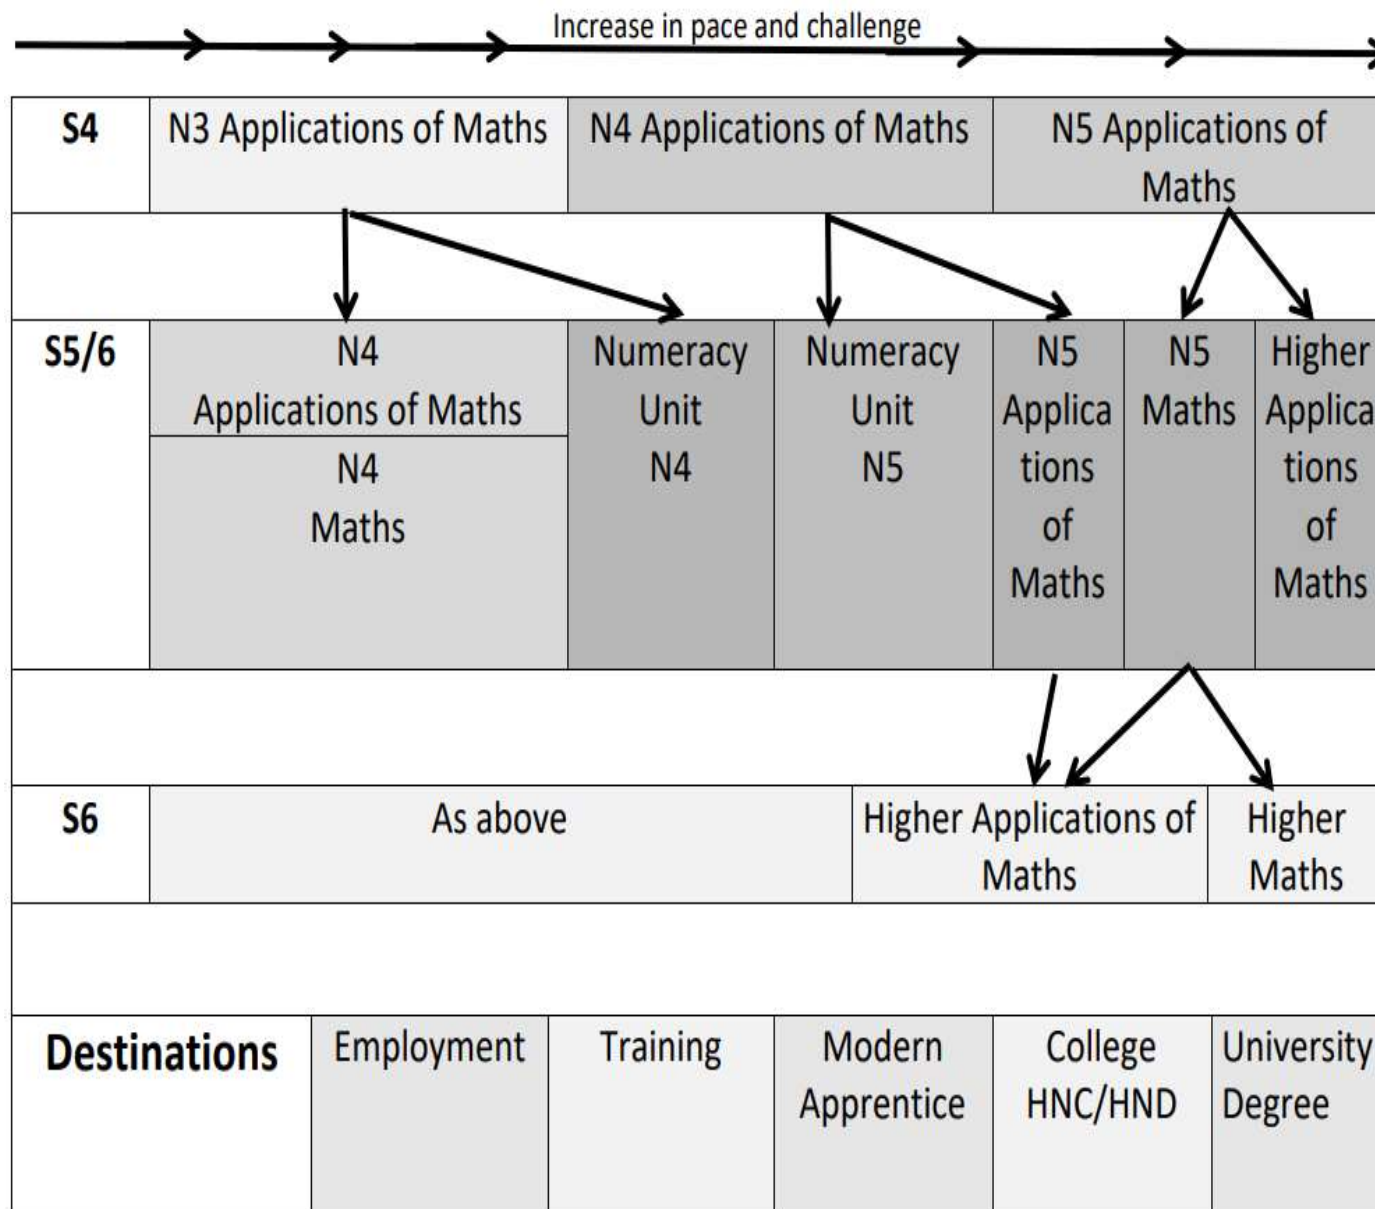 Increase in pace and challenge
S4
N3 Applications of Maths
N4 Applications of Maths
N5 Applications of
Maths
S5/6
N4
Applications of Maths
N4
Maths
Numeracy
Unit
N4
Numeracy
Unit
N5
N5
Applica
tions
of
Maths
N5
Maths
Higher
Applica
tions
of
Maths
S6
As above
Higher Applications of
Maths
Higher
Maths
Destinations
Employment
Training
Modern
Apprentice
College
HNC/HND
University
Degree